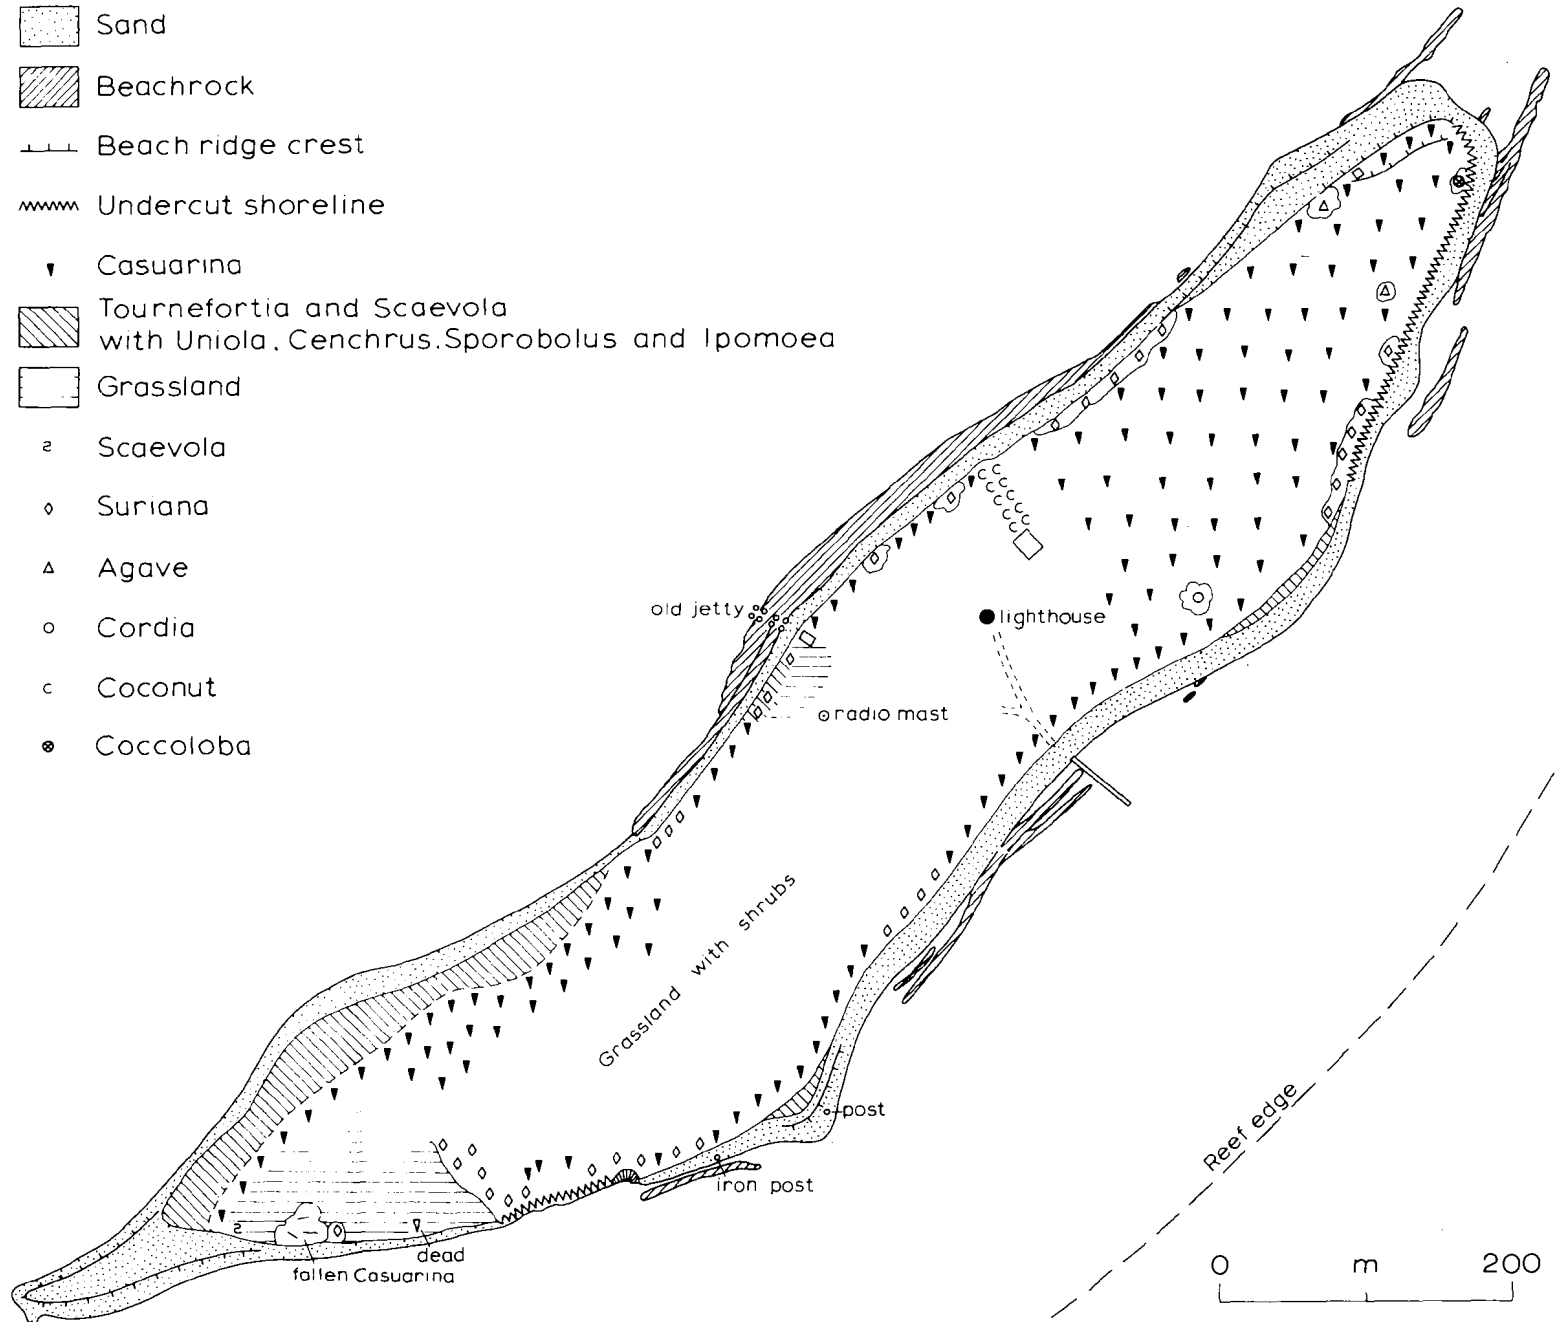 Sand
Beachrock
Beach ridge crest
Undercut shoreline
Casuarina
Tournefortia and Scaevola
with Uniola, Cenchrus, Sporobolus and Ipomoea
Grassland
Scaevola
Suriana
Agave
Cordia
Coconut
Coccoloba
old jetty
lighthouse
radio mast
Grassland with shrubs
post
iron post
dead
fallen Casuarina
Reef edge
0 m 200